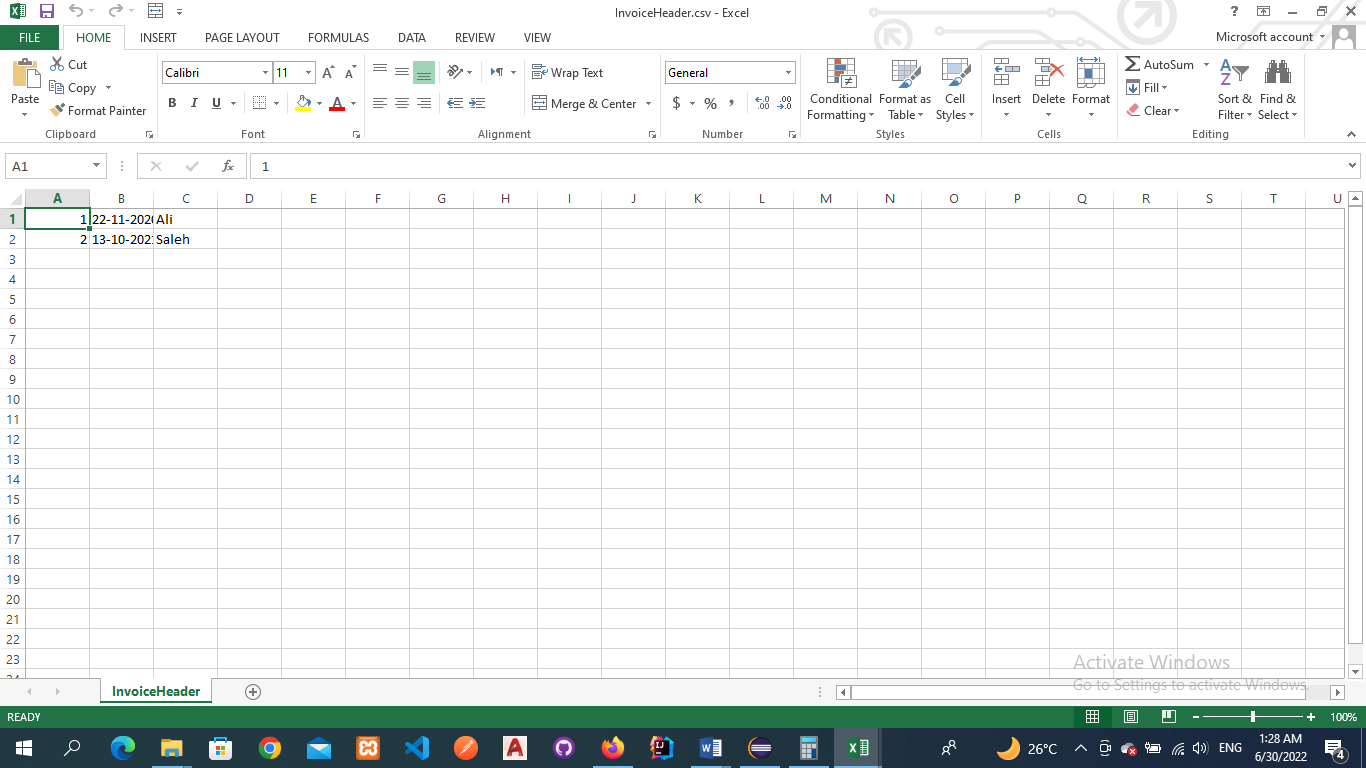 InvoiceHeader.csv - Excel
FILE HOME INSERT PAGE LAYOUT FORMULAS DATA REVIEW VIEW Microsoft account
Paste Cut
Copy
Format Painter
Clipboard
Calibri 11
B I U A
Font
Wrap Text
Merge & Center
Alignment
General
$ % ,
Number
Conditional Formatting
Format as Table
Cell Styles
Styles
Insert Delete Format
Cells
AutoSum
Fill
Clear
Sort & Filter
Find & Select
Editing
A1 fx 1
A B C D E F G H I J K L M N O P Q R S T U
1 1 22-11-202 Ali
2 2 13-10-202 Saleh
3
4
5
6
7
8
9
10
11
12
13
14
15
16
17
18
19
20
21
22
23
Activate Windows
Go to Settings to activate Windows.
InvoiceHeader
READY 100%
26°C ENG 1:28 AM
6/30/2022 4